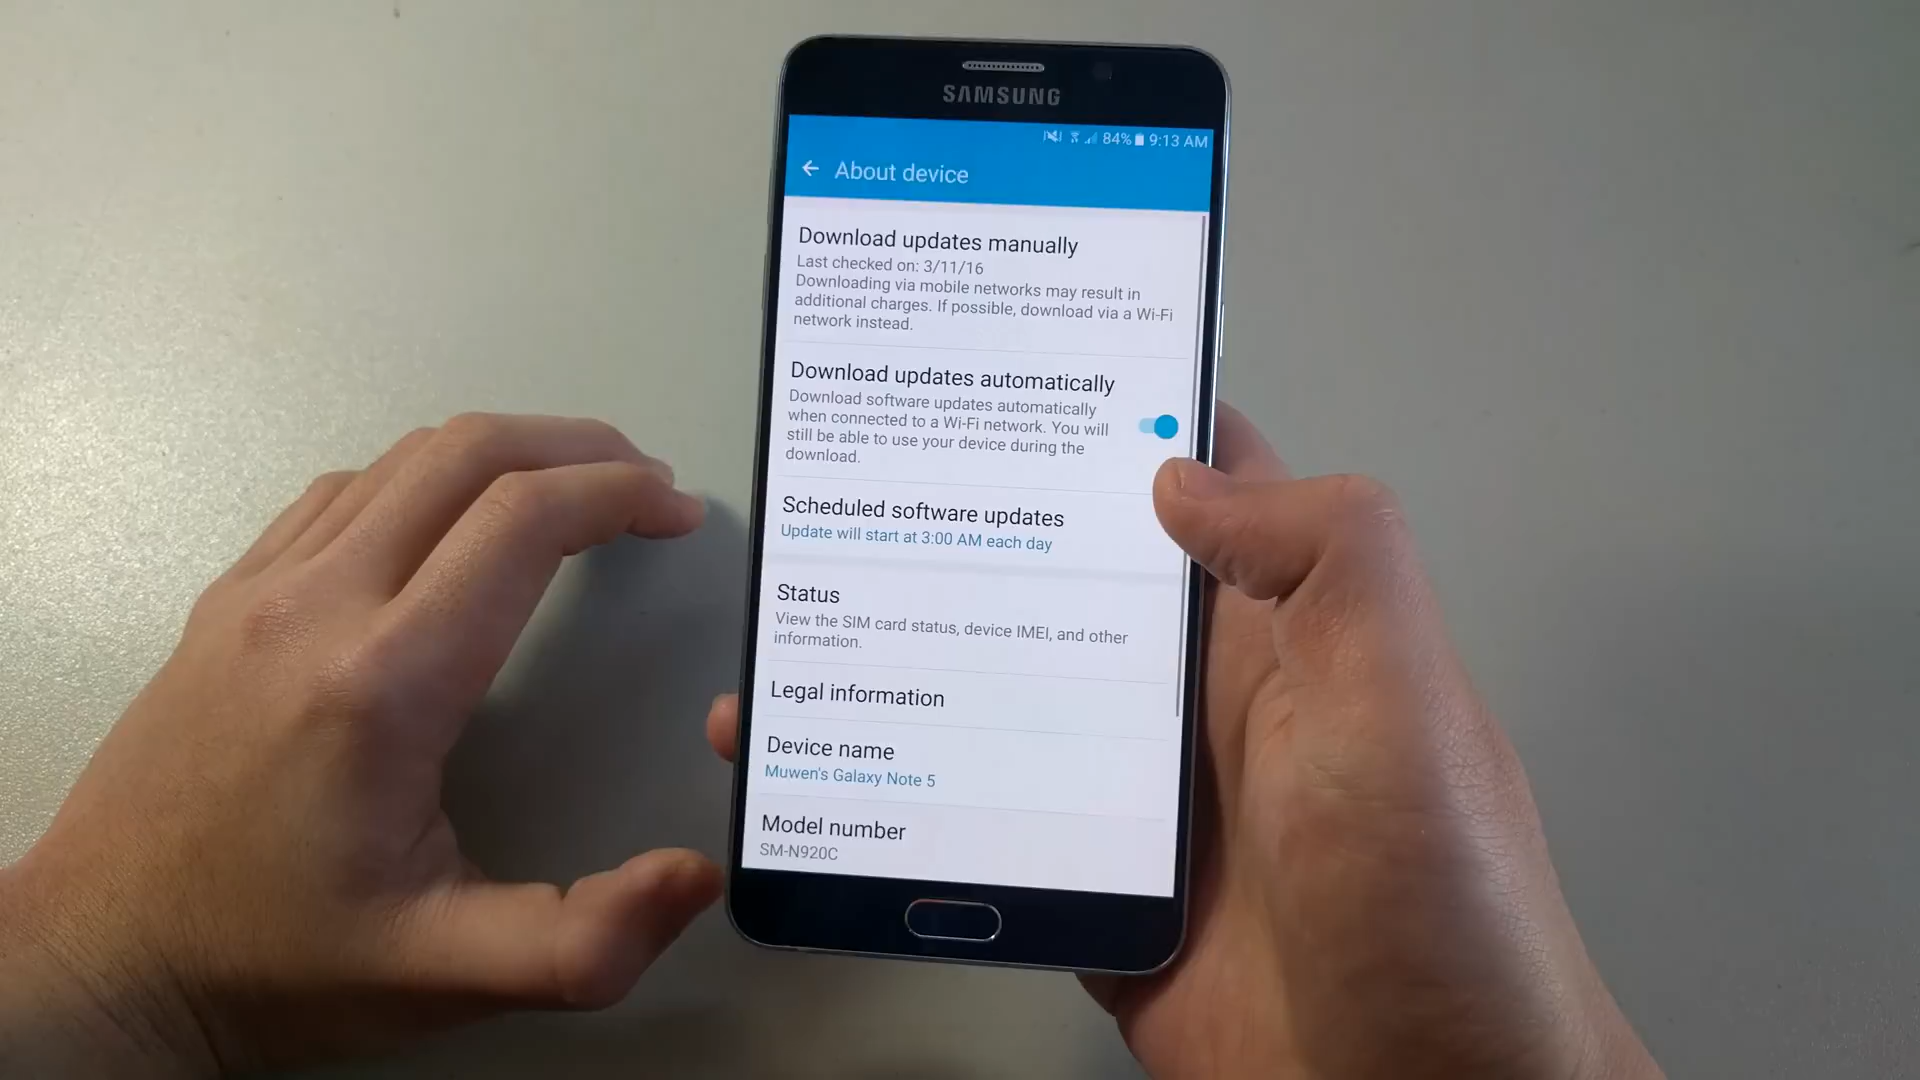 SAMSUNG
84% 9:13 AM
About device
Download updates manually
Last checked on: 3/11/16
Downloading via mobile networks may result in
additional charges. If possible, download via a Wi-Fi
network instead.
Download updates automatically
Download software updates automatically
when connected to a Wi-Fi network. You will
still be able to use your device during the
download.
Scheduled software updates
Update will start at 3:00 AM each day
Status
View the SIM card status, device IMEI, and other
information.
Legal information
Device name
Muwen's Galaxy Note 5
Model number
SM-N920C